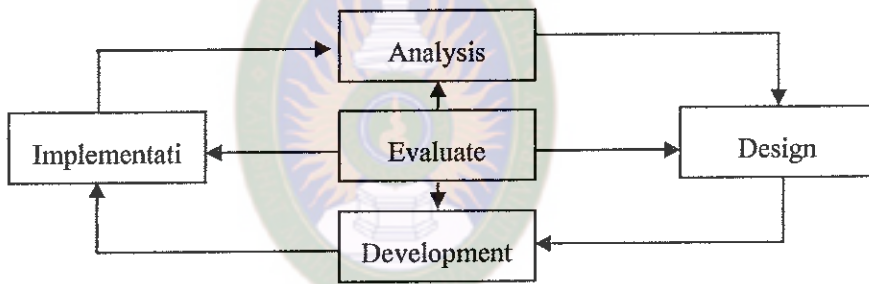 Analysis
Implementati
Evaluate
Design
Development